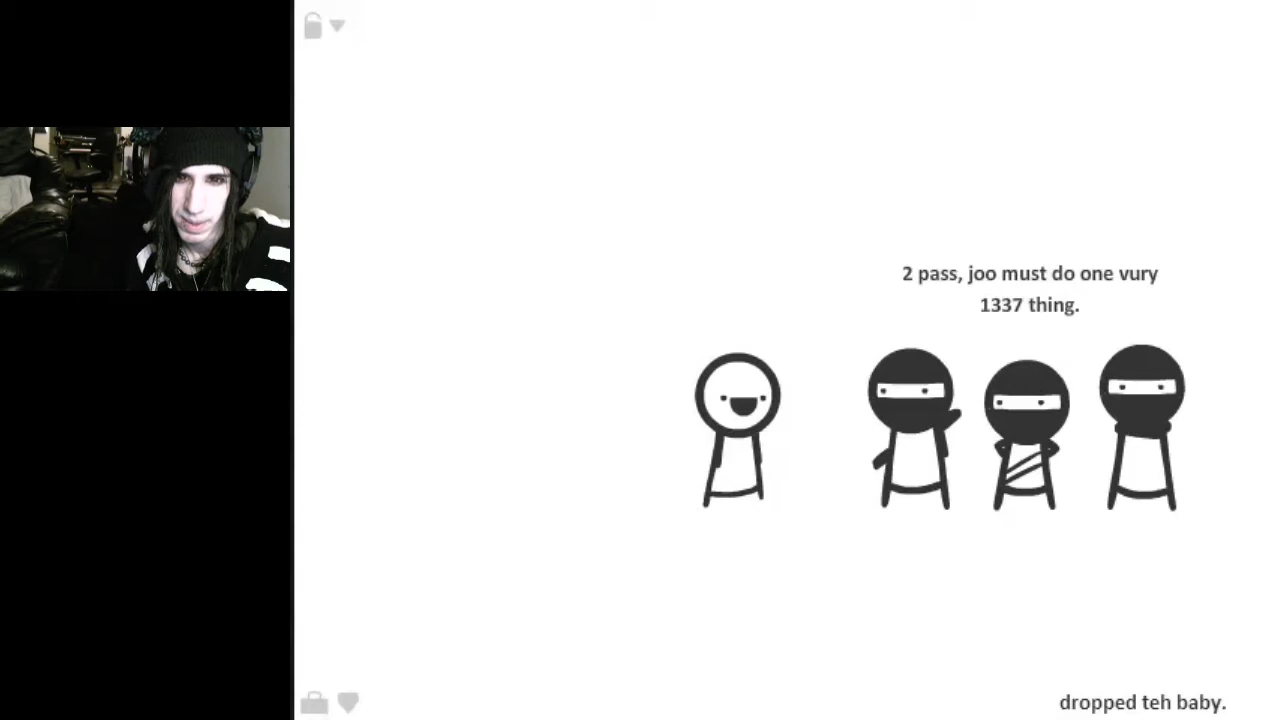 2 pass, joo must do one vury
1337 thing.
dropped teh baby.